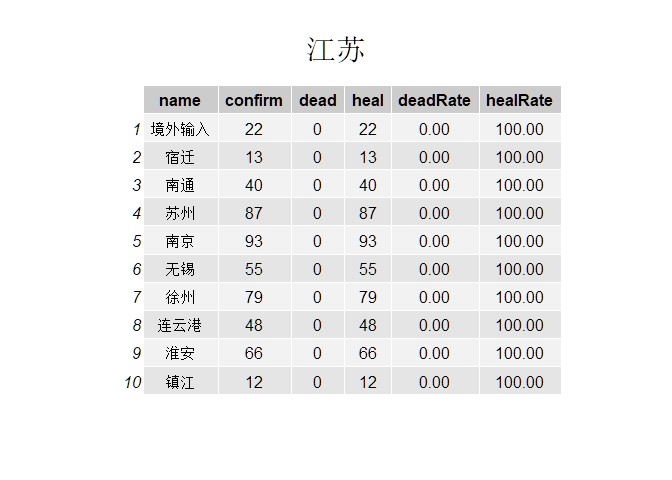 江苏
name confirm dead heal deadRate healRate
1 境外输入 22 0 22 0.00 100.00
2 宿迁 13 0 13 0.00 100.00
3 南通 40 0 40 0.00 100.00
4 苏州 87 0 87 0.00 100.00
5 南京 93 0 93 0.00 100.00
6 无锡 55 0 55 0.00 100.00
7 徐州 79 0 79 0.00 100.00
8 连云港 48 0 48 0.00 100.00
9 淮安 66 0 66 0.00 100.00
10 镇江 12 0 12 0.00 100.00